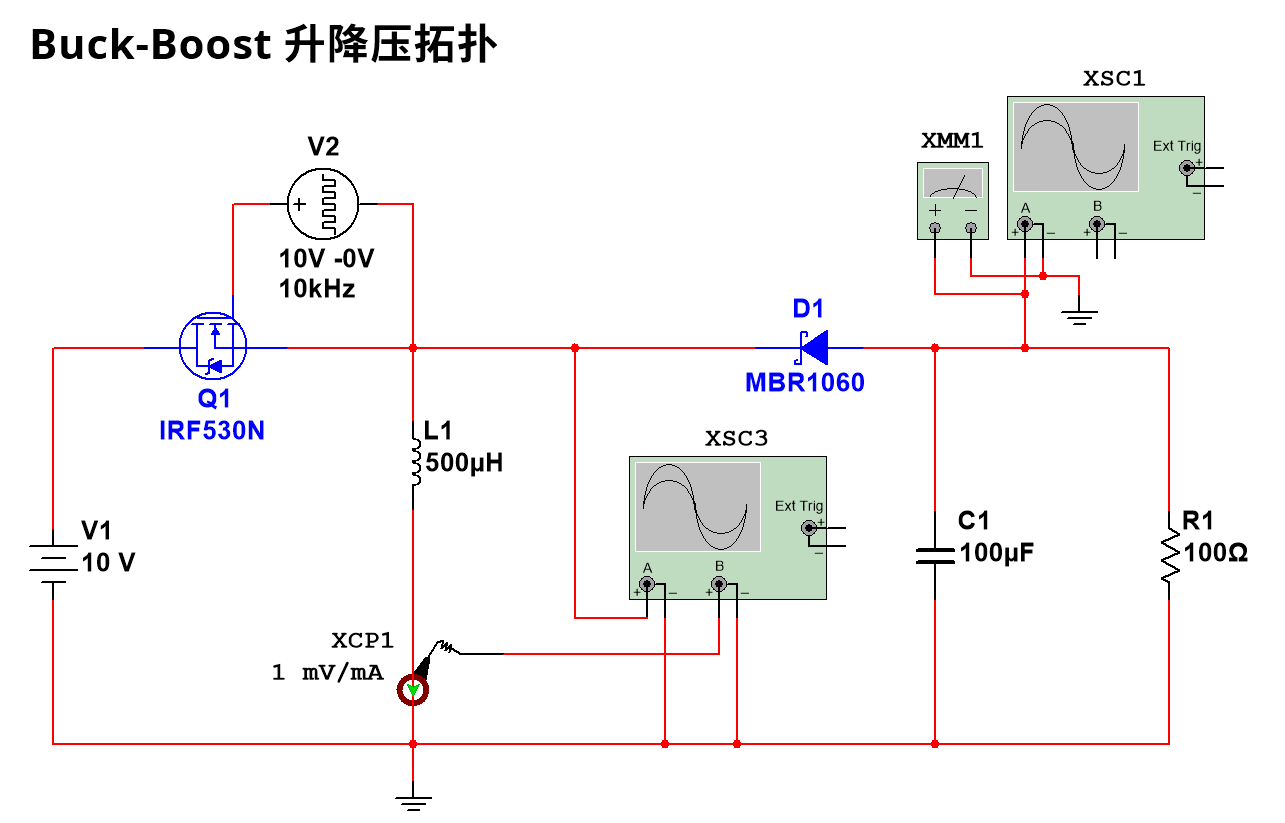 Buck-Boost 升降压拓扑
XSC1
XMM1
Ext Trig
+
−
A
B
+
−
+
−
+
−
V2
+
10V -0V
10kHz
D1
MBR1060
Q1
IRF530N
L1
500µH
XSC3
Ext Trig
+
−
A
B
+
−
+
−
V1
10 V
C1
100µF
R1
100Ω
XCP1
1 mV/mA